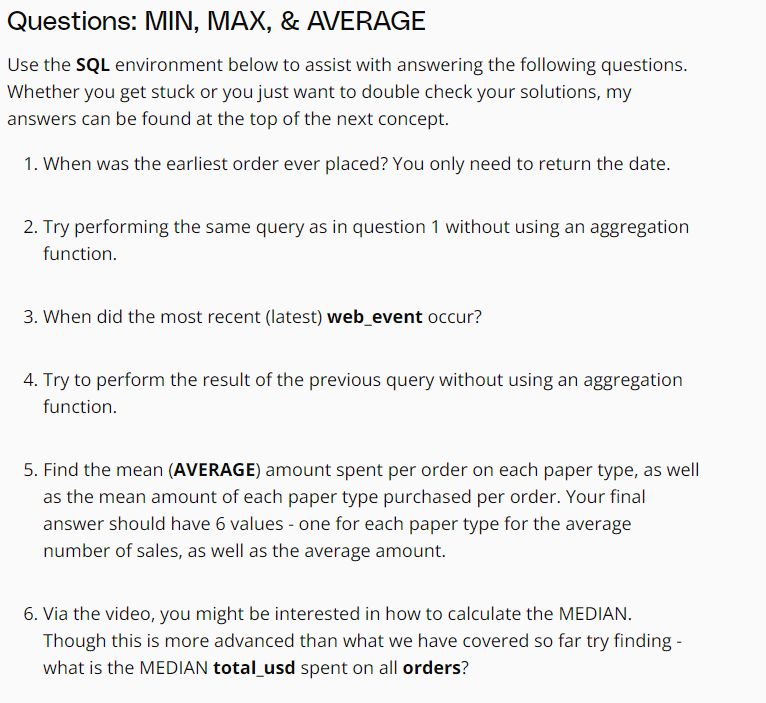 Questions: MIN, MAX, & AVERAGE
Use the SQL environment below to assist with answering the following questions.
Whether you get stuck or you just want to double check your solutions, my
answers can be found at the top of the next concept.
1. When was the earliest order ever placed? You only need to return the date.
2. Try performing the same query as in question 1 without using an aggregation
function.
3. When did the most recent (latest) web_event occur?
4. Try to perform the result of the previous query without using an aggregation
function.
5. Find the mean (AVERAGE) amount spent per order on each paper type, as well
as the mean amount of each paper type purchased per order. Your final
answer should have 6 values - one for each paper type for the average
number of sales, as well as the average amount.
6. Via the video, you might be interested in how to calculate the MEDIAN.
Though this is more advanced than what we have covered so far try finding -
what is the MEDIAN total_usd spent on all orders?